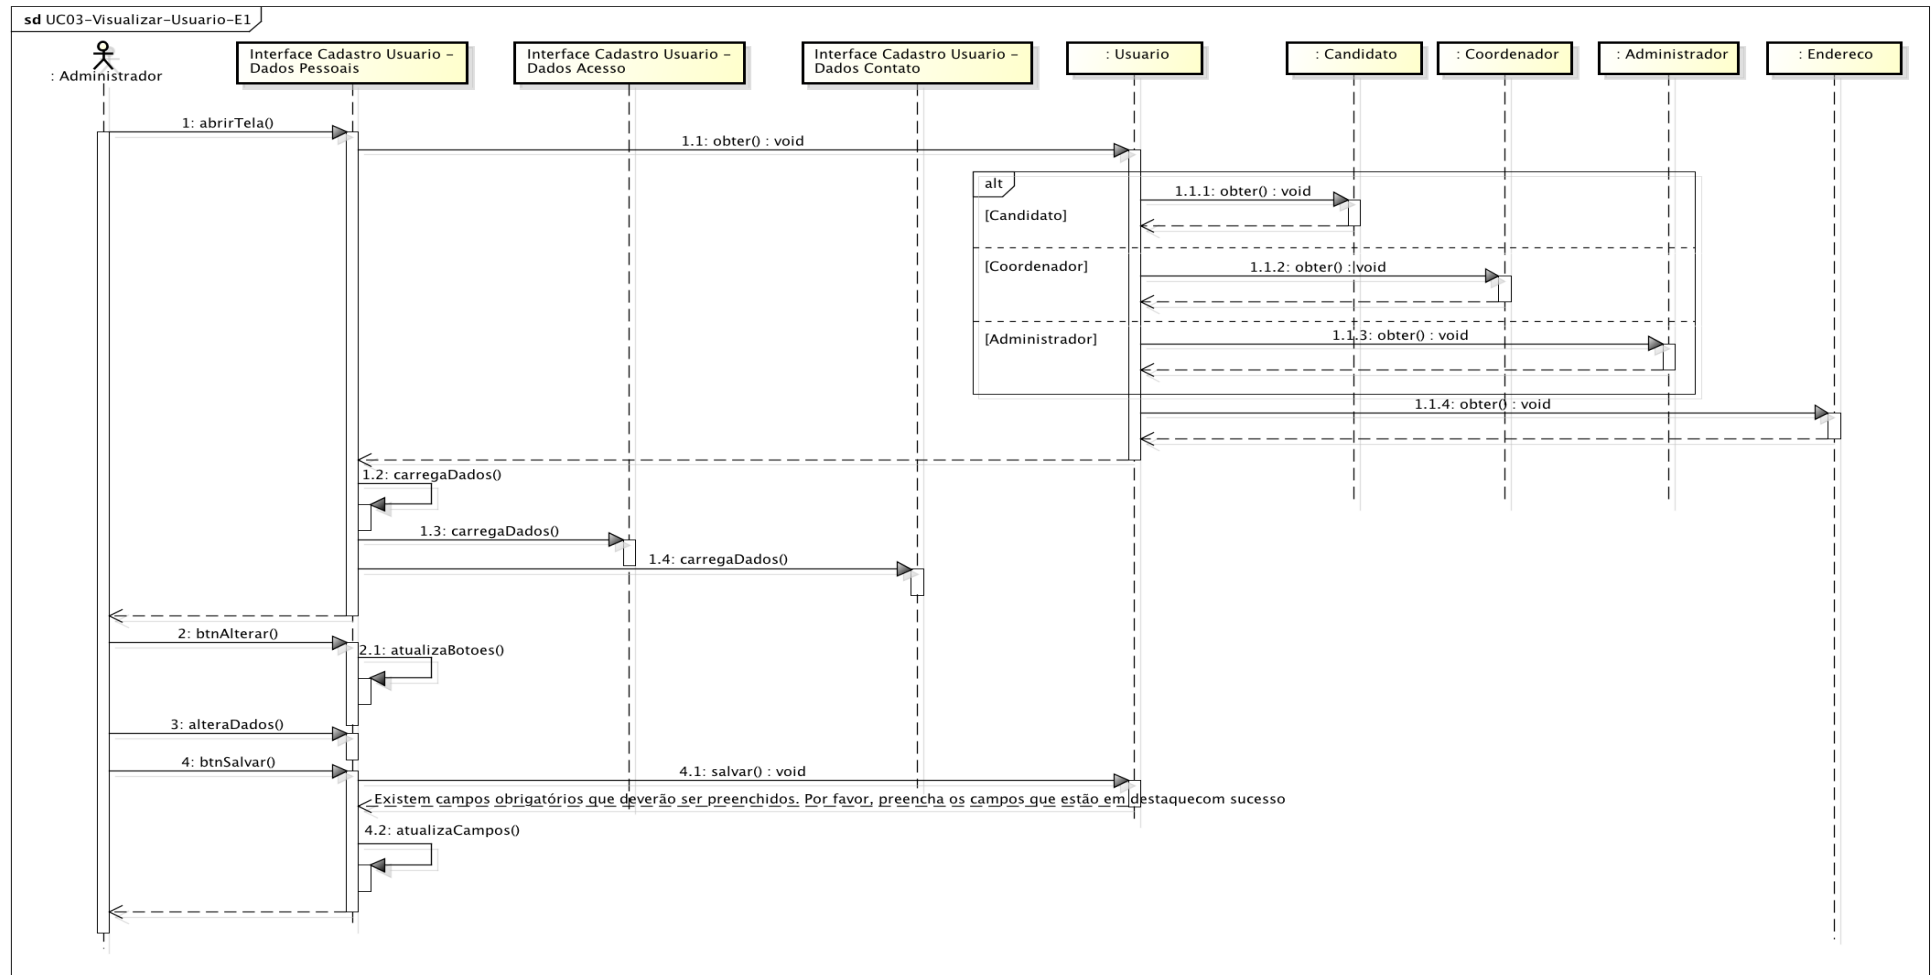 sd UC03-Visualizar-Usuario-E1
: Administrador
Interface Cadastro Usuario -
Dados Pessoais
Interface Cadastro Usuario -
Dados Acesso
Interface Cadastro Usuario -
Dados Contato
: Usuario
: Candidato
: Coordenador
: Administrador
: Endereco
1: abrirTela()
1.1: obter() : void
alt
1.1.1: obter() : void
[Candidato]
[Coordenador]
1.1.2: obter() : void
[Administrador]
1.1.3: obter() : void
1.1.4: obter() : void
1.2: carregaDados()
1.3: carregaDados()
1.4: carregaDados()
2: btnAlterar()
2.1: atualizaBotoes()
3: alteraDados()
4: btnSalvar()
4.1: salvar() : void
Existem campos obrigatórios que deverão ser preenchidos. Por favor, preencha os campos que estão em destaquecom sucesso
4.2: atualizaCampos()